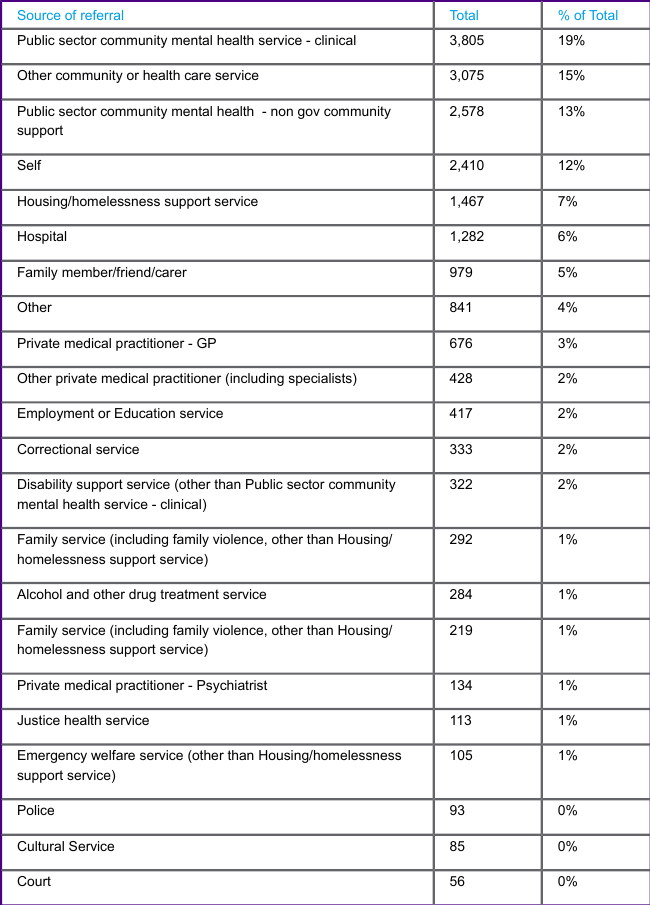 Source of referral Total % of Total
Public sector community mental health service - clinical 3,805 19%
Other community or health care service 3,075 15%
Public sector community mental health  - non gov community 2,578 13%
support
Self 2,410 12%
Housing/homelessness support service 1,467 7%
Hospital 1,282 6%
Family member/friend/carer 979 5%
Other 841 4%
Private medical practitioner - GP 676 3%
Other private medical practitioner (including specialists) 428 2%
Employment or Education service 417 2%
Correctional service 333 2%
Disability support service (other than Public sector community 322 2%
mental health service - clinical)
Family service (including family violence, other than Housing/ 292 1%
homelessness support service)
Alcohol and other drug treatment service 284 1%
Family service (including family violence, other than Housing/ 219 1%
homelessness support service)
Private medical practitioner - Psychiatrist 134 1%
Justice health service 113 1%
Emergency welfare service (other than Housing/homelessness 105 1%
support service)
Police 93 0%
Cultural Service 85 0%
Court 56 0%